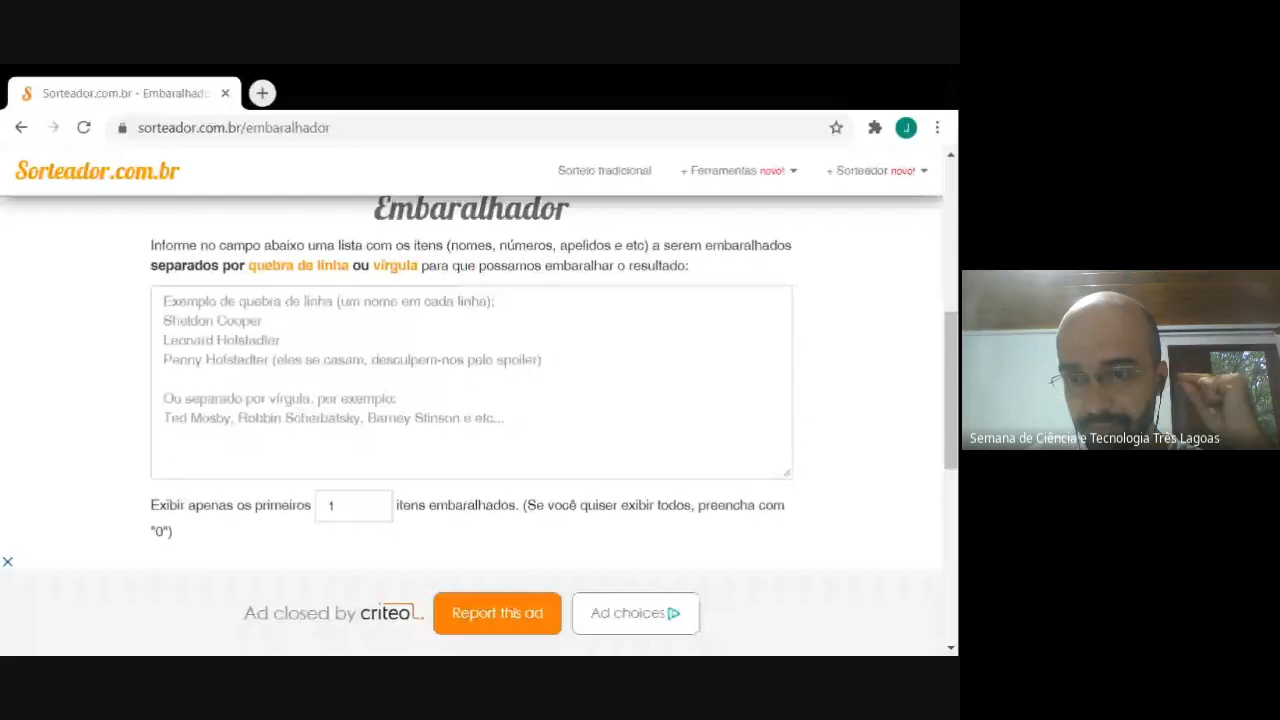 Sorteador.com.br - Embaralhad
sorteador.com.br/embaralhador
J
Sorteador.com.br
Sorteio tradicional
+ Ferramentas novo!
+ Sorteador novo!
Embaralhador
Informe no campo abaixo uma lista com os itens (nomes, números, apelidos e etc) a serem embaralhados
separados por quebra de linha ou vírgula para que possamos embaralhar o resultado:
Exemplo de quebra de linha (um nome em cada linha):
Sheldon Cooper
Leonard Hofstadter
Penny Hofstadter (eles se casam, desculpem-nos pelo spoiler)
Ou separado por vírgula, por exemplo:
Ted Mosby, Robbin Scherbatsky, Barney Stinson e etc...
Exibir apenas os primeiros 1 itens embaralhados. (Se você quiser exibir todos, preencha com
"0")
Ad closed by criteo
Report this ad
Ad choices
Semana de Ciência e Tecnologia Três Lagoas